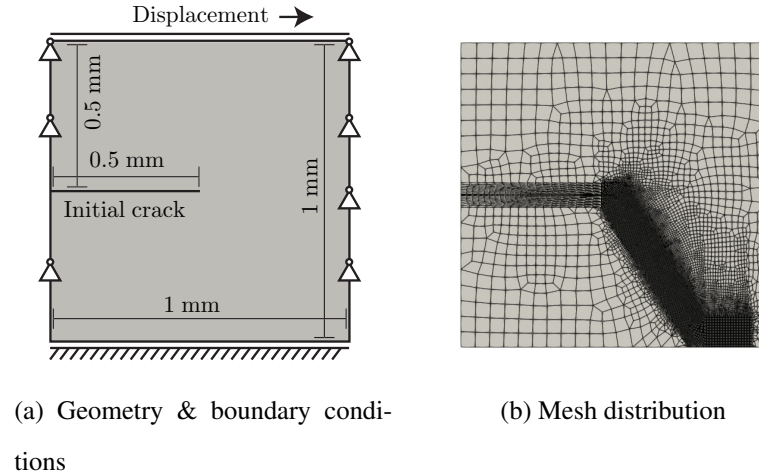 Displacement
0.5 mm
0.5 mm
Initial crack
1 mm
1 mm
(a) Geometry & boundary condi-
tions
(b) Mesh distribution